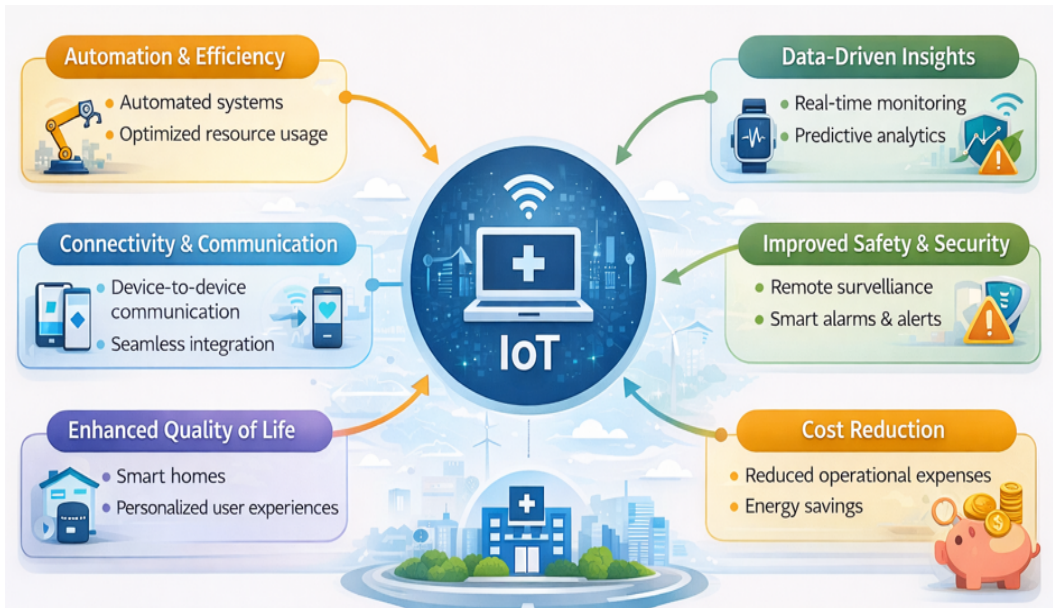 Automation & Efficiency
Automated systems
Optimized resource usage
Connectivity & Communication
Device-to-device
communication
Seamless integration
Enhanced Quality of Life
Smart homes
Personalized user experiences
IoT
Data-Driven Insights
Real-time monitoring
Predictive analytics
Improved Safety & Security
Remote survelliance
Smart alarms & alerts
Cost Reduction
Reduced operational expenses
Energy savings
$